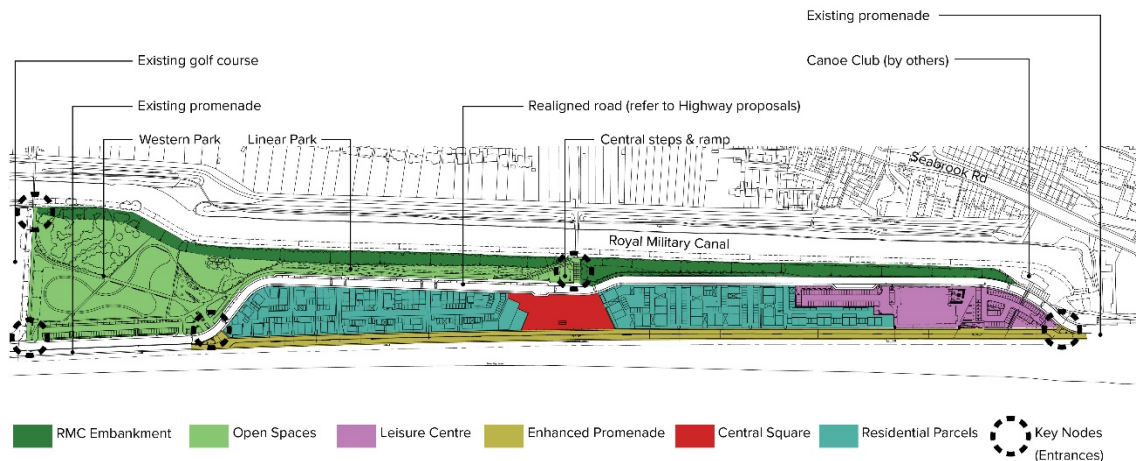 Existing promenade
Existing golf course
Canoe Club (by others)
Existing promenade
Realigned road (refer to Highway proposals)
Western Park
Linear Park
Central steps & ramp
Seabrook Rd
Royal Military Canal
RMC Embankment
Open Spaces
Leisure Centre
Enhanced Promenade
Central Square
Residential Parcels
Key Nodes
(Entrances)